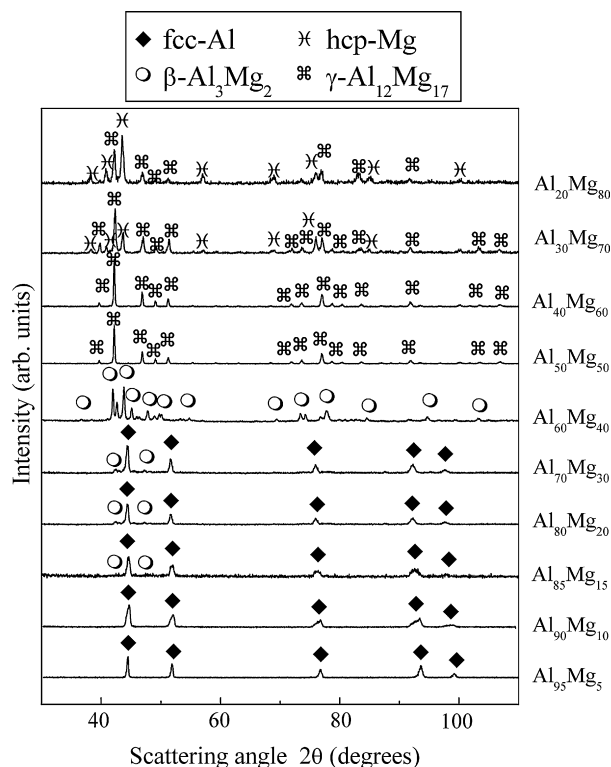 fcc-Al hcp-Mg
β-Al3Mg2 γ-Al12Mg17
Al20Mg80
Al30Mg70
Al40Mg60
Al50Mg50
Al60Mg40
Al70Mg30
Al80Mg20
Al85Mg15
Al90Mg10
Al95Mg5
Intensity (arb. units)
40 60 80 100
Scattering angle 2θ (degrees)